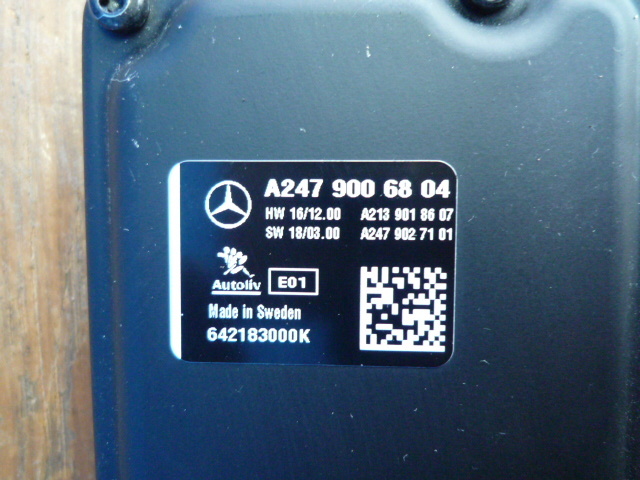 A247 900 68 04
HW 16/12.00 A213 901 86 07
SW 18/03.00 A247 902 71 01
Autoliv E01
Made in Sweden
642183000K